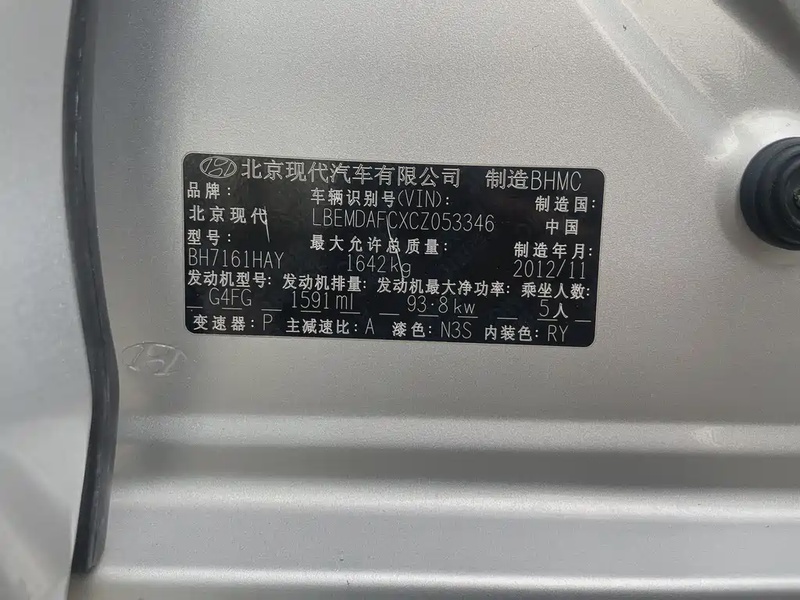 北京现代汽车有限公司 制造BHMC
品牌: 车辆识别号(VIN): 制造国:
北京现代 LBEMDAFCXCZ053346 中国
型号: 最大允许总质量: 制造年月:
BH7161HAY 1642kg 2012/11
发动机型号: 发动机排量: 发动机最大净功率: 乘坐人数:
G4FG 1591ml 93.8kw 5人
变速器: P 主减速比: A 漆色: N3S 内装色: RY